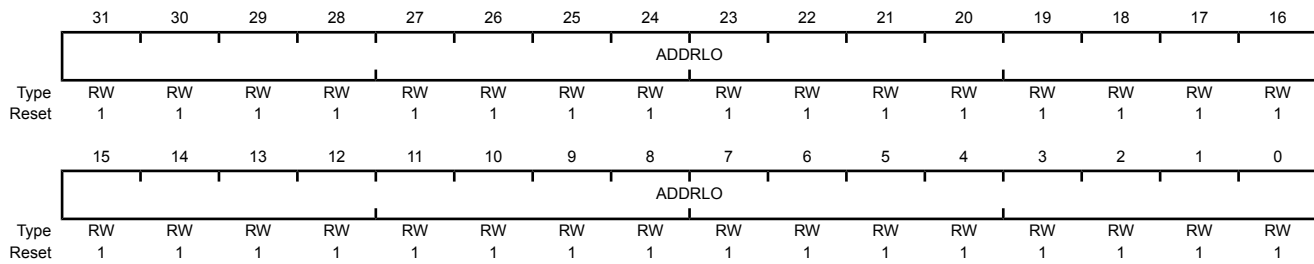 31 30 29 28 27 26 25 24 23 22 21 20 19 18 17 16
ADDRLO
Type RW RW RW RW RW RW RW RW RW RW RW RW RW RW RW RW
Reset 1 1 1 1 1 1 1 1 1 1 1 1 1 1 1 1
15 14 13 12 11 10 9 8 7 6 5 4 3 2 1 0
ADDRLO
Type RW RW RW RW RW RW RW RW RW RW RW RW RW RW RW RW
Reset 1 1 1 1 1 1 1 1 1 1 1 1 1 1 1 1